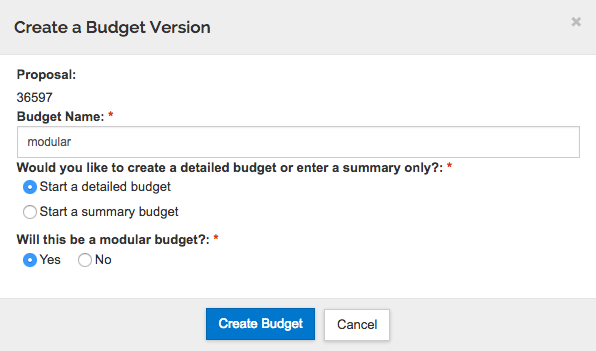 Create a Budget Version
×
Proposal:
36597
Budget Name: *
modular
Would you like to create a detailed budget or enter a summary only?: *
Start a detailed budget
Start a summary budget
Will this be a modular budget?: *
Yes No
Create Budget Cancel